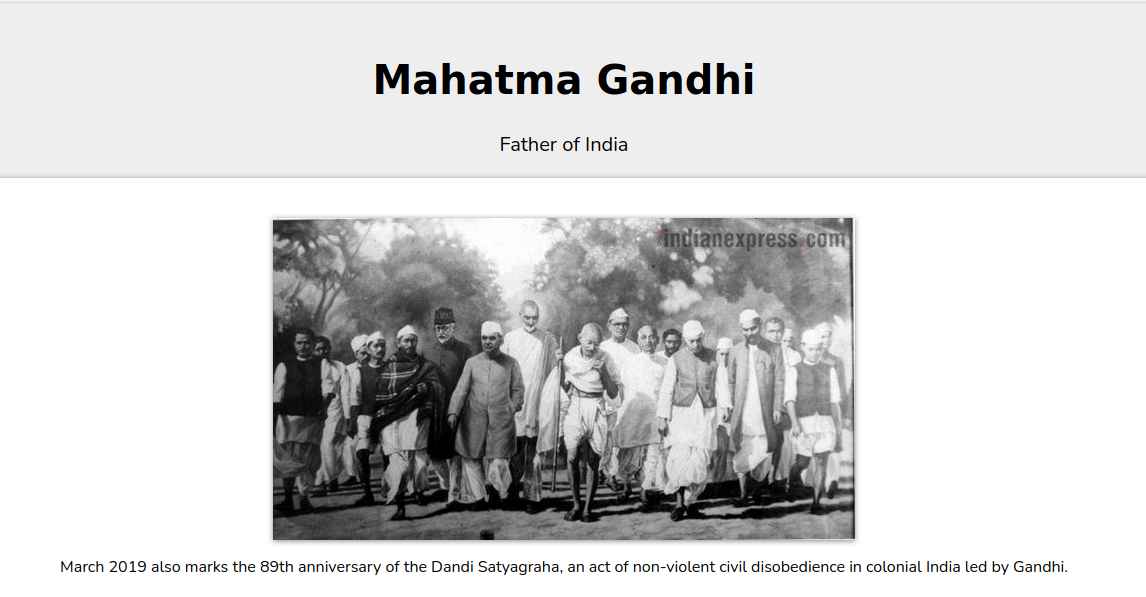 Mahatma Gandhi
Father of India
indianexpress.com
March 2019 also marks the 89th anniversary of the Dandi Satyagraha, an act of non-violent civil disobedience in colonial India led by Gandhi.